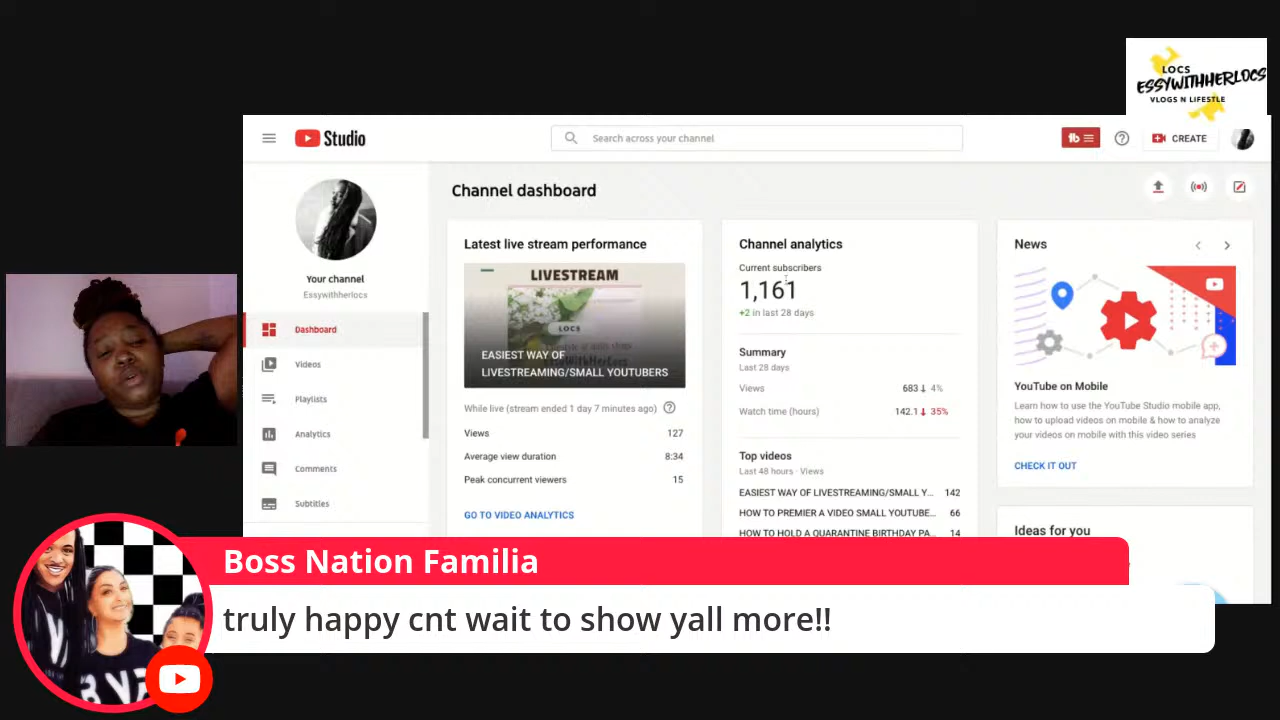 LOCS
ESSYWITHHERLOCS
VLOGS N LIFESTLE
Studio
Search across your channel
CREATE
Your channel
Essywithherlocs
Dashboard
Videos
Playlists
Analytics
Comments
Subtitles
Channel dashboard
Latest live stream performance
LIVESTREAM
LOCS
EASIEST WAY OF
LIVESTREAMING/SMALL YOUTUBERS
While live (stream ended 1 day 7 minutes ago)
Views 127
Average view duration 8:34
Peak concurrent viewers 15
GO TO VIDEO ANALYTICS
Channel analytics
Current subscribers
1,161
+2 in last 28 days
Summary
Last 28 days
Views 683 ↓ 4%
Watch time (hours) 142.1 ↓ 35%
Top videos
Last 48 hours · Views
EASIEST WAY OF LIVESTREAMING/SMALL Y... 142
HOW TO PREMIER A VIDEO SMALL YOUTUBE... 66
HOW TO HOLD A QUARANTINE BIRTHDAY PA... 14
News
YouTube on Mobile
Learn how to use the YouTube Studio mobile app,
how to upload videos on mobile & how to analyze
your videos on mobile with this video series
CHECK IT OUT
Ideas for you
Boss Nation Familia
truly happy cnt wait to show yall more!!